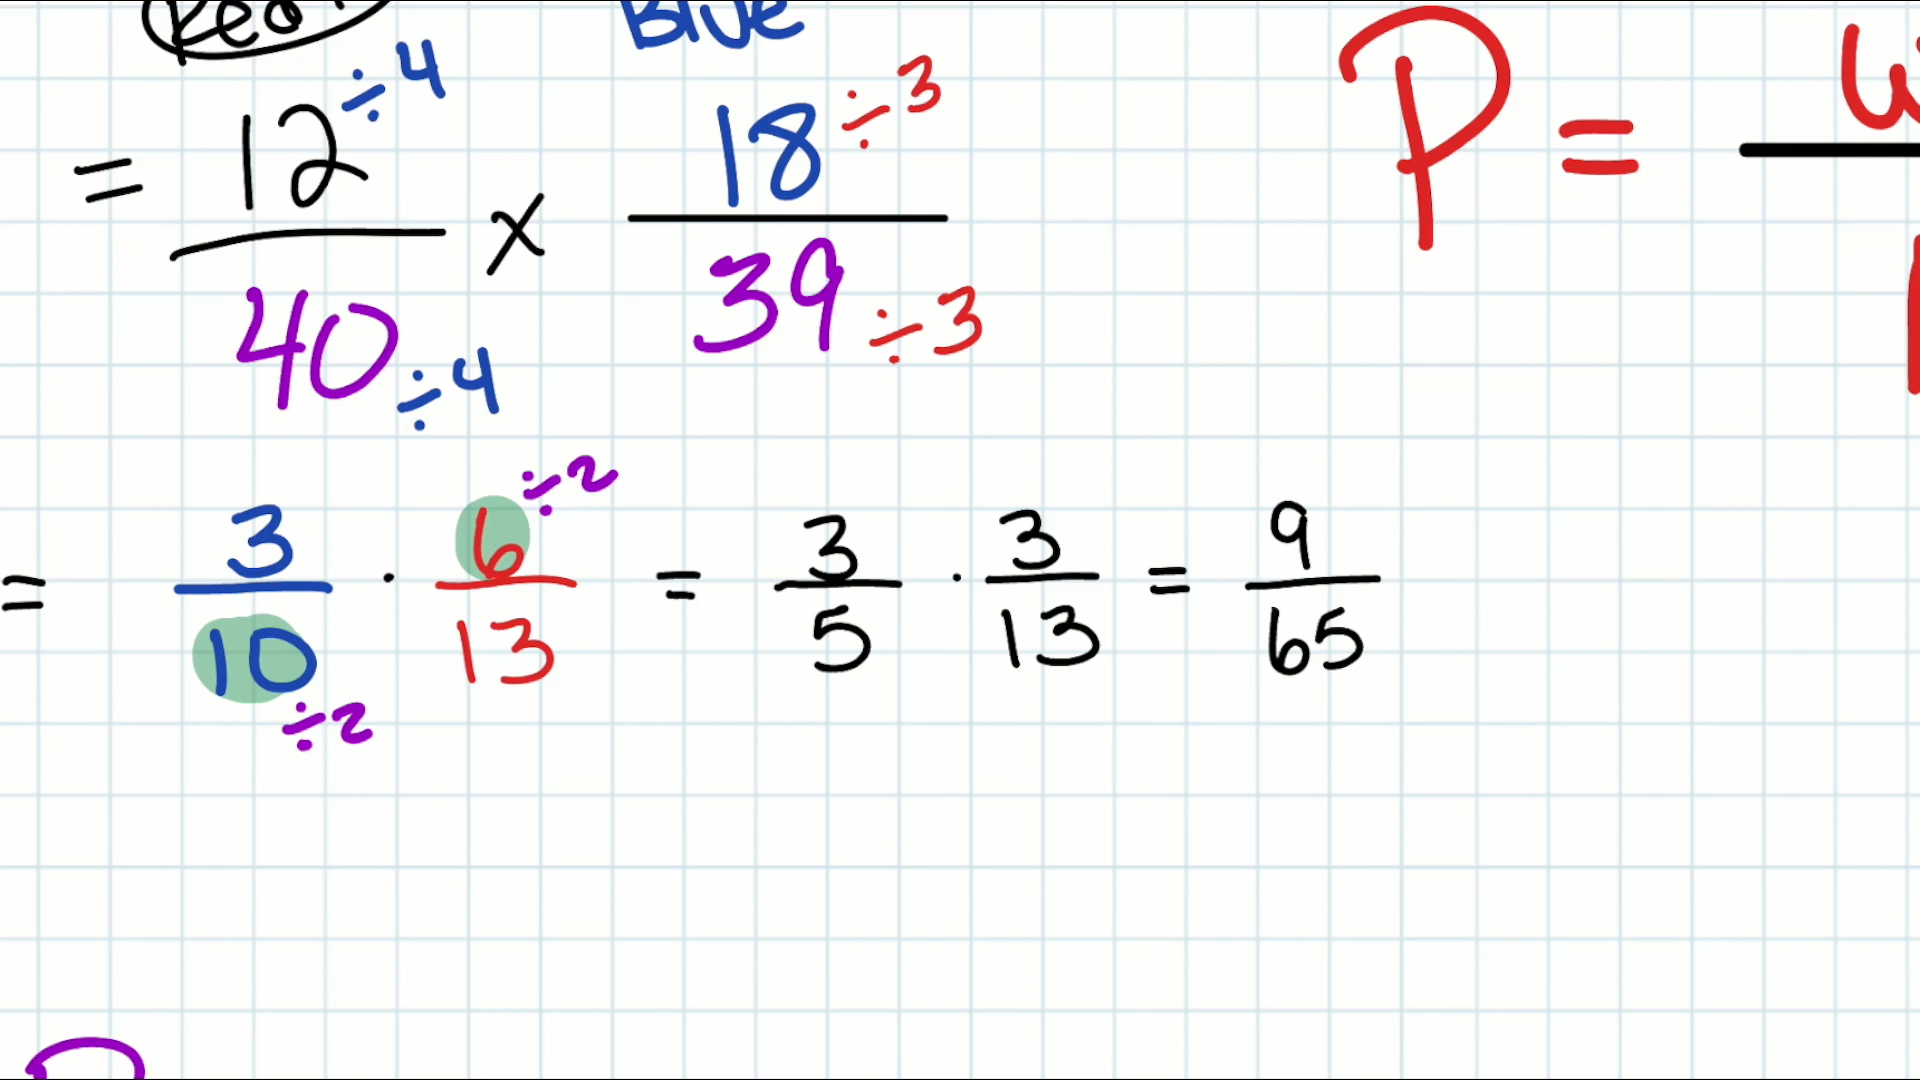 Red Blue
= 12 ÷4 / 40 ÷4 × 18 ÷3 / 39 ÷3
P =
= 3 / 10 ÷2 · 6 ÷2 / 13 = 3 / 5 · 3 / 13 = 9 / 65